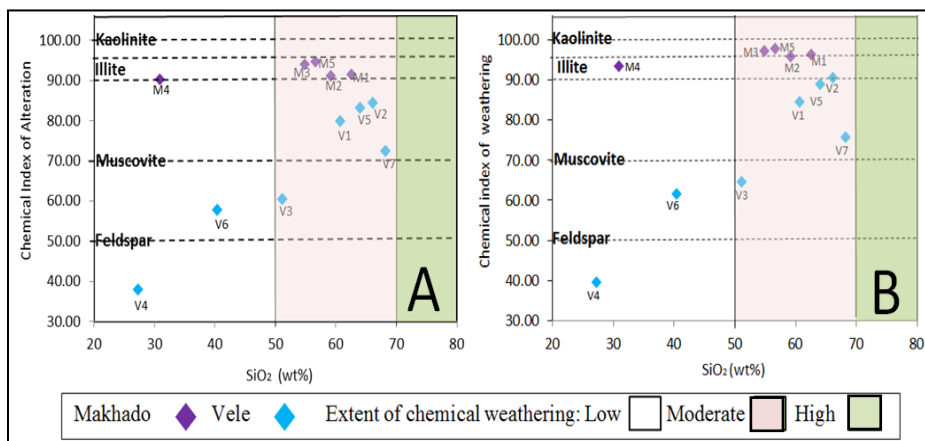 A
Chemical Index of Alteration
100.00
90.00
80.00
70.00
60.00
50.00
40.00
30.00
Kaolinite
Illite
Muscovite
Feldspar
M3
M5
M2
M1
M4
V2
V5
V1
V7
V3
V6
V4
20 30 40 50 60 70 80
SiO₂ (wt%)
B
Chemical index of weathering
100.00
90.00
80.00
70.00
60.00
50.00
40.00
30.00
Kaolinite
Illite
Muscovite
Feldspar
M3
M5
M2
M1
M4
V2
V5
V1
V7
V3
V6
V4
20 30 40 50 60 70 80
SiO₂ (wt%)
Makhado Vele Extent of chemical weathering: Low Moderate High